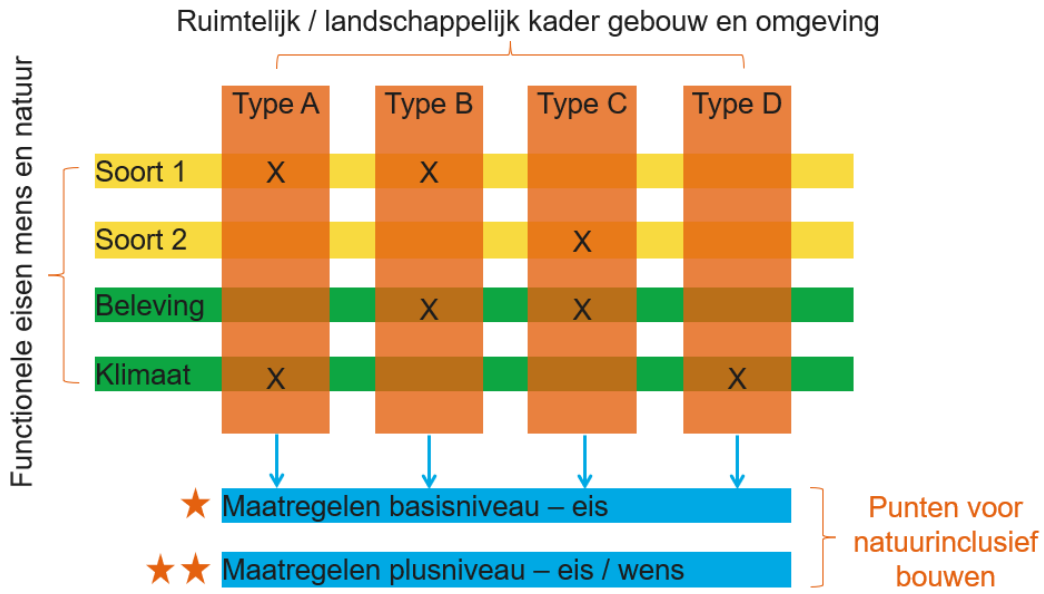 Ruimtelijk / landschappelijk kader gebouw en omgeving
Type A Type B Type C Type D
Functionele eisen mens en natuur
Soort 1 X X
Soort 2 X
Beleving X X
Klimaat X X
Maatregelen basisniveau – eis
Maatregelen plusniveau – eis / wens
Punten voor
natuurinclusief
bouwen